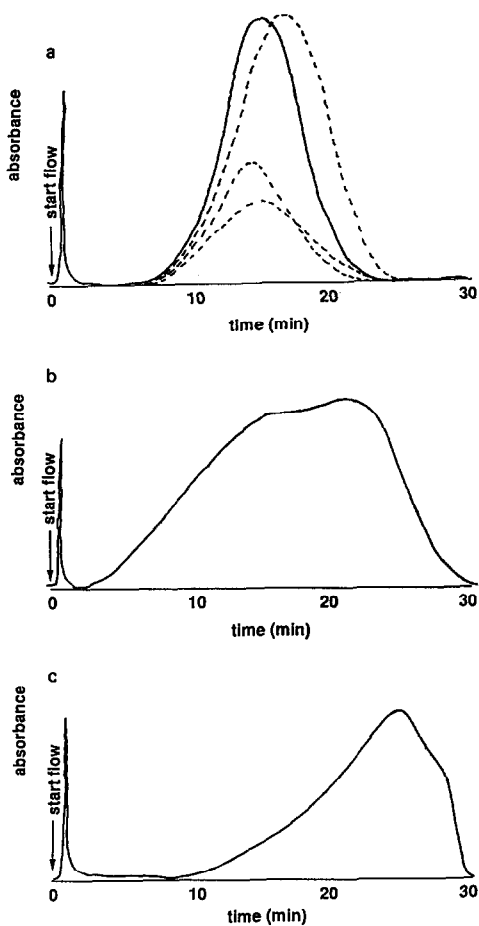 a
absorbance
start flow
0 10 20 30
time (min)
b
absorbance
start flow
0 10 20 30
time (min)
c
absorbance
start flow
0 10 20 30
time (min)